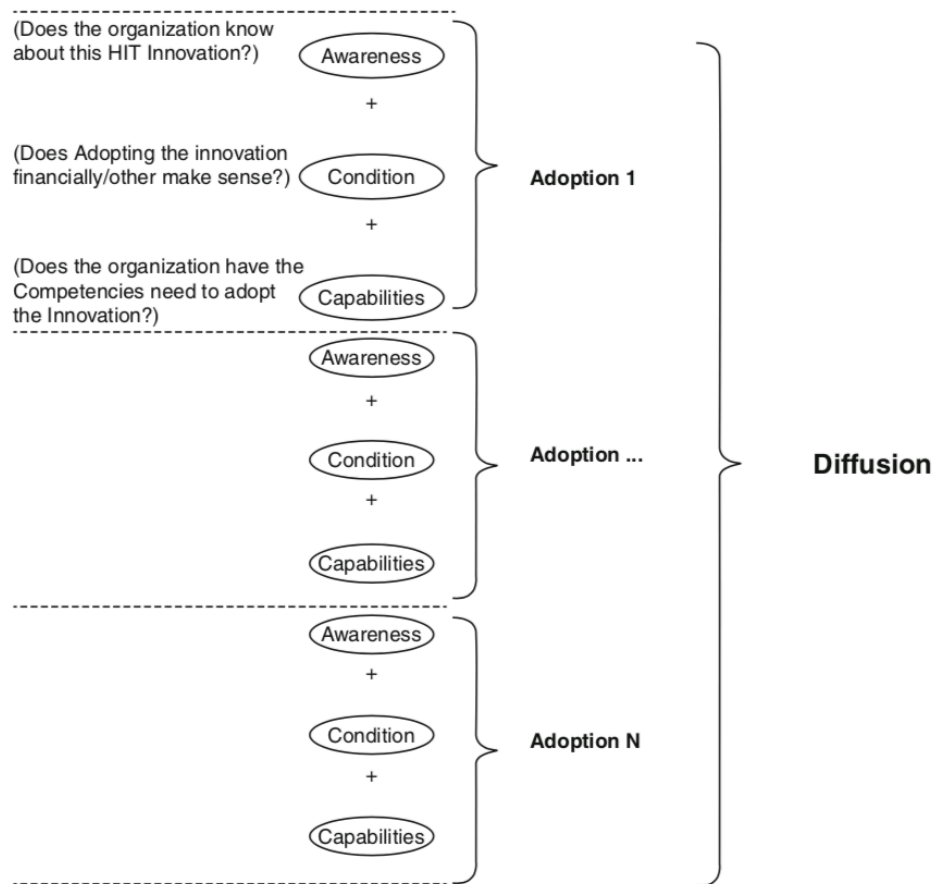 (Does the organization know
about this HIT Innovation?)
Awareness
+
(Does Adopting the innovation
financially/other make sense?)
Condition
Adoption 1
+
(Does the organization have the
Competencies need to adopt
the Innovation?)
Capabilities
Awareness
+
Condition
Adoption ...
+
Capabilities
Diffusion
Awareness
+
Condition
Adoption N
+
Capabilities